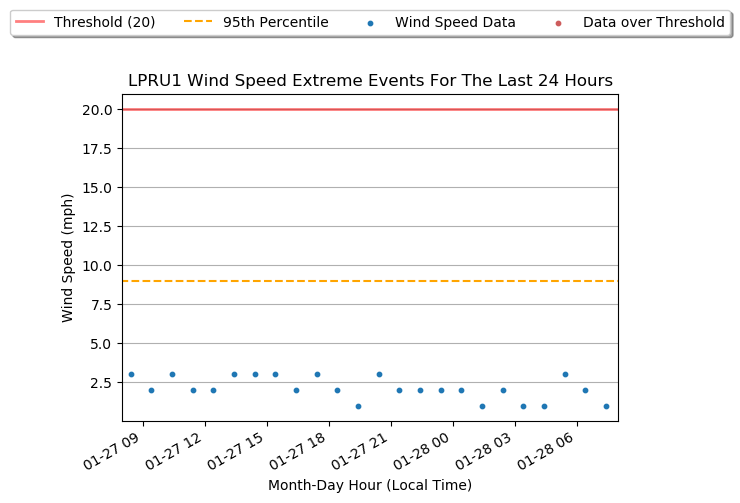 Threshold (20) 95th Percentile Wind Speed Data Data over Threshold
LPRU1 Wind Speed Extreme Events For The Last 24 Hours
20.0
17.5
15.0
12.5
10.0
7.5
5.0
2.5
Wind Speed (mph)
01-27 09 01-27 12 01-27 15 01-27 18 01-27 21 01-28 00 01-28 03 01-28 06
Month-Day Hour (Local Time)